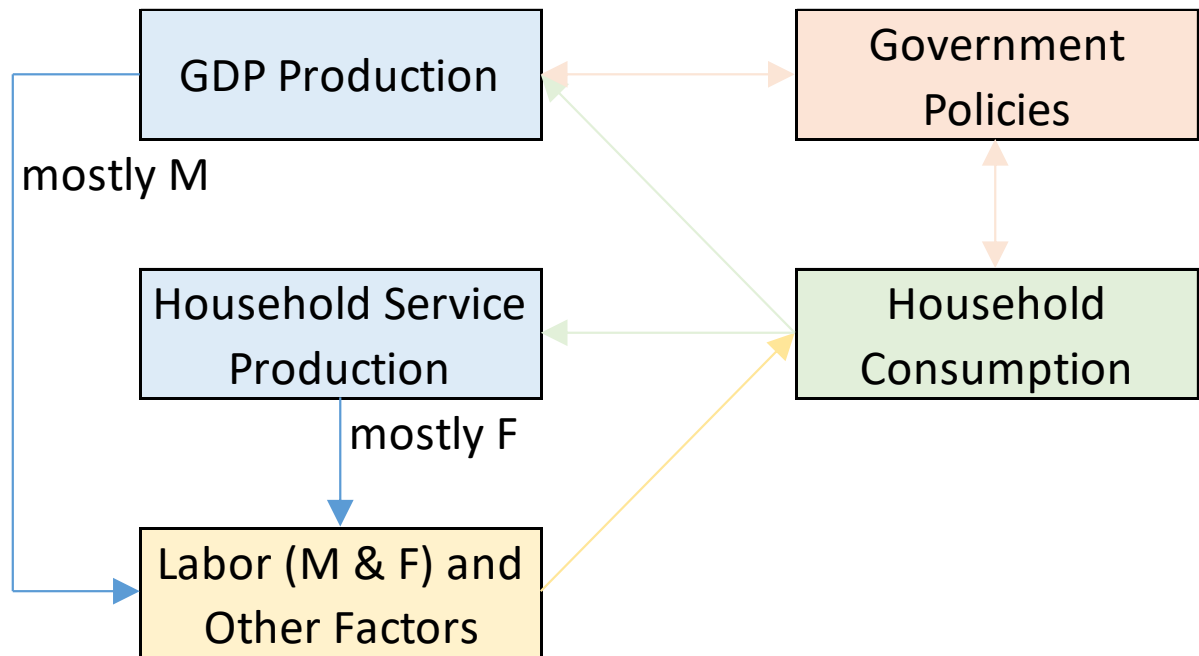 GDP Production
Government
Policies
mostly M
Household Service
Production
Household
Consumption
mostly F
Labor (M & F) and
Other Factors